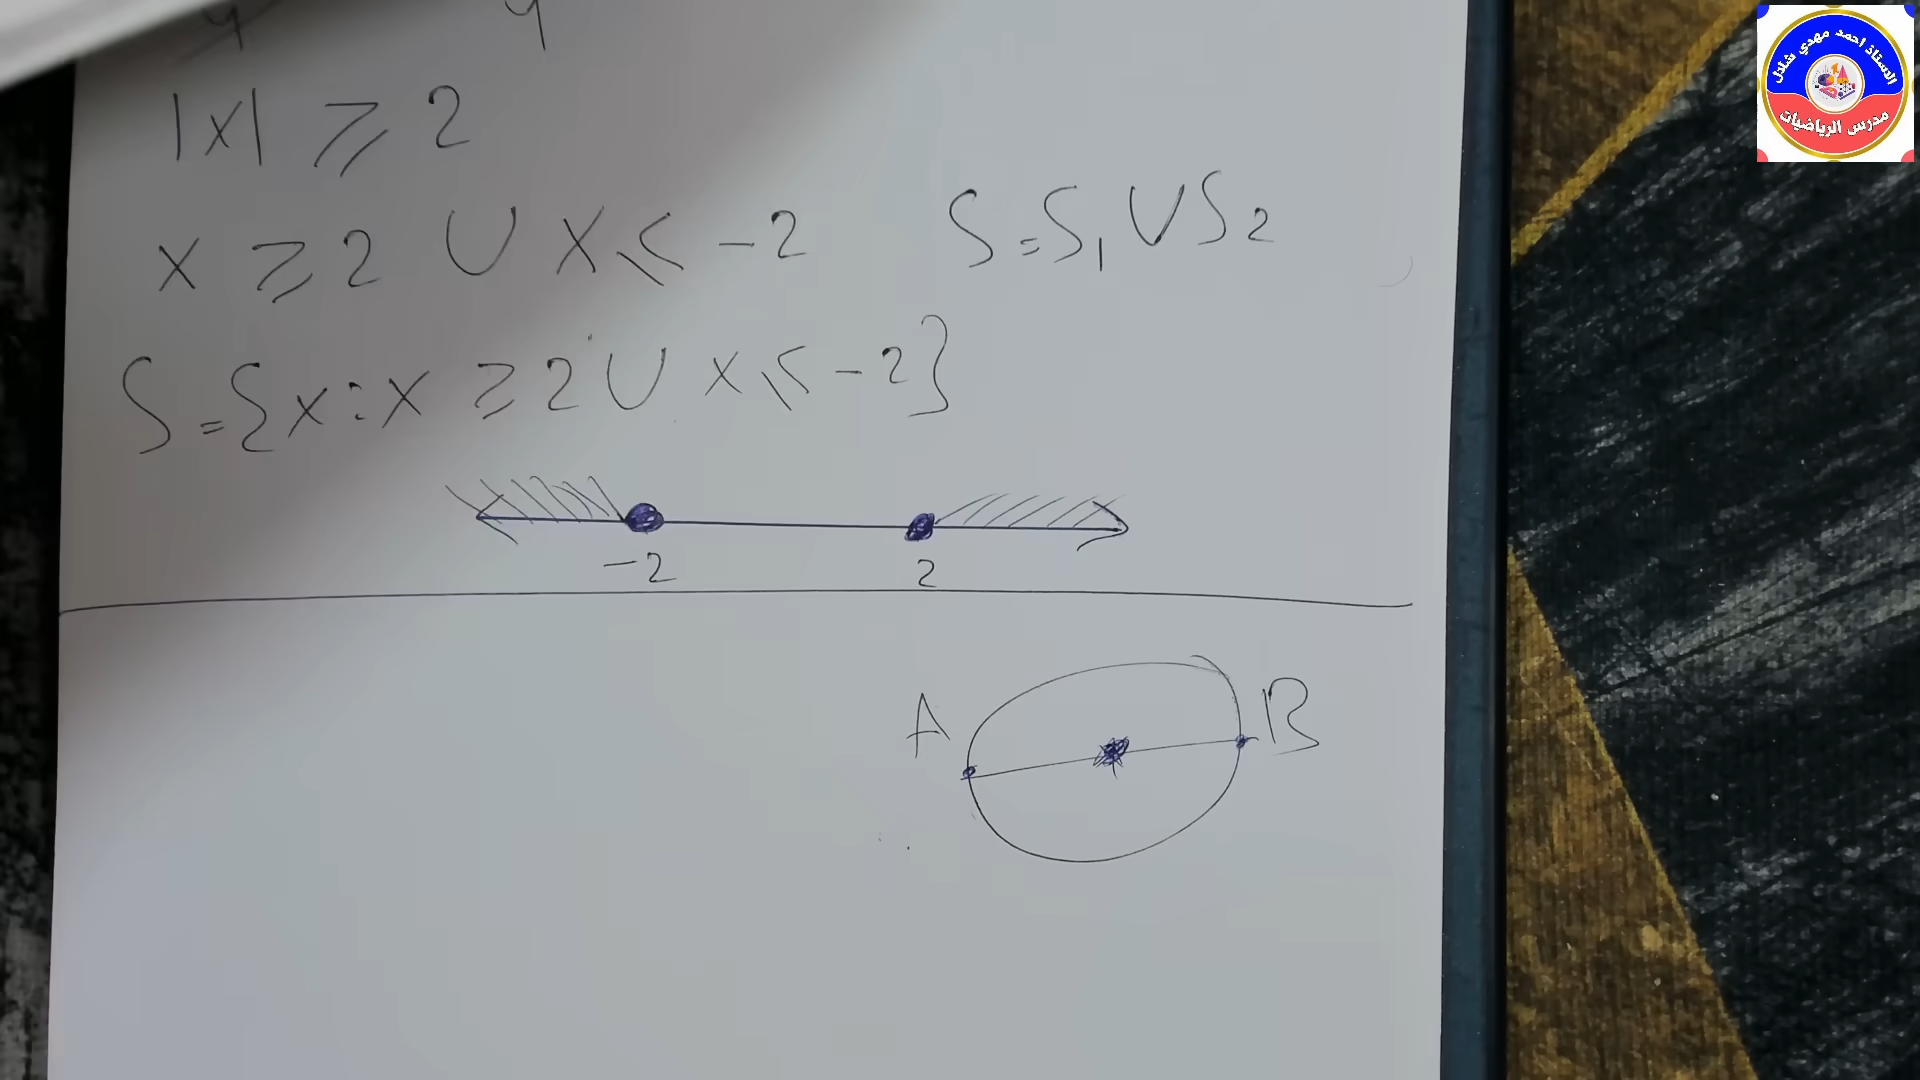 |x| ⩾ 2
x ⩾ 2 ∪ x ⩽ -2 S = S₁ ∪ S₂
S = {x : x ⩾ 2 ∪ x ⩽ -2}
-2 2
A B
الاستاذ احمد مهدي شلال
مدرس الرياضيات